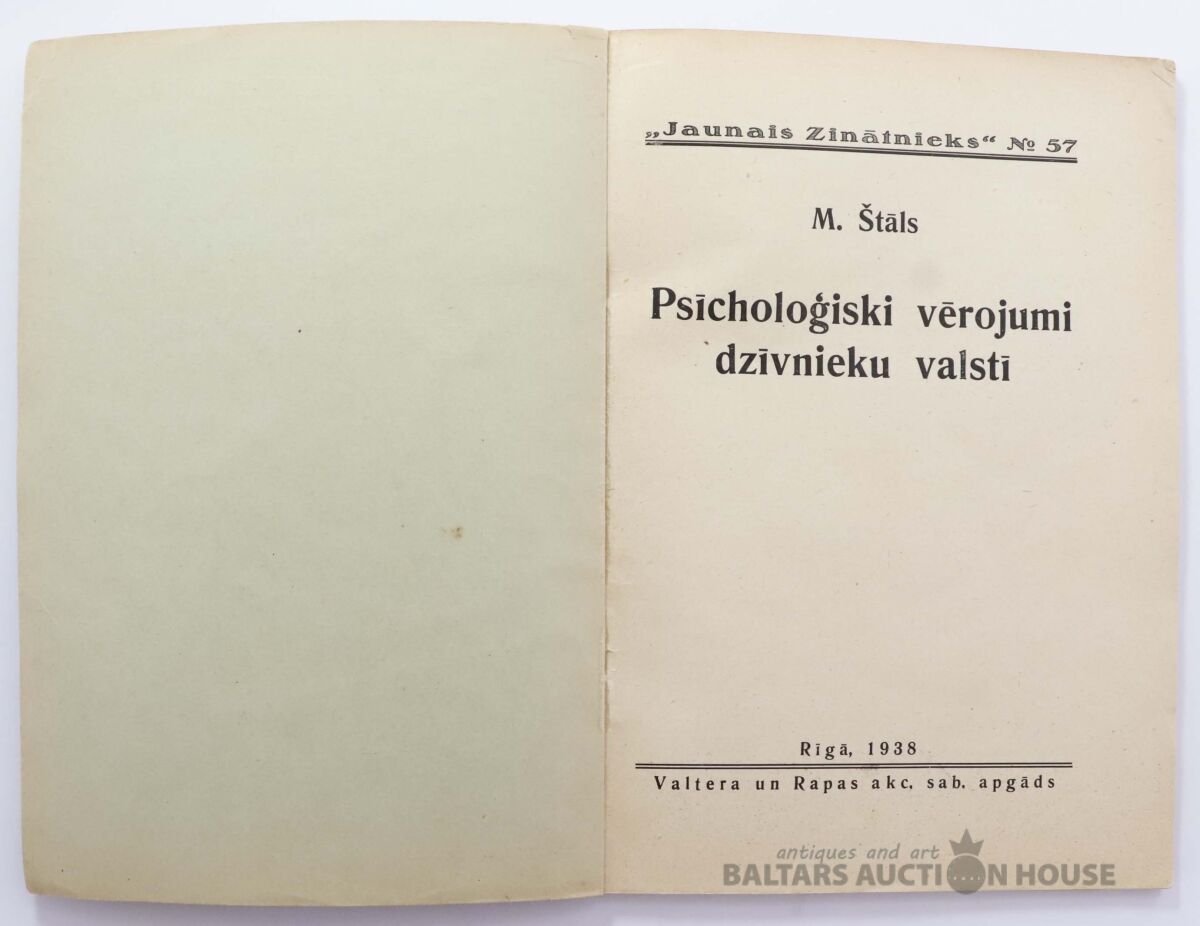 „Jaunais Zinātnieks“ № 57
M. Štāls
Psīcholoģiski vērojumi
dzīvnieku valstī
Rīgā, 1938
Valtera un Rapas akc. sab. apgāds
antiques and art
BALTARS AUCTION HOUSE